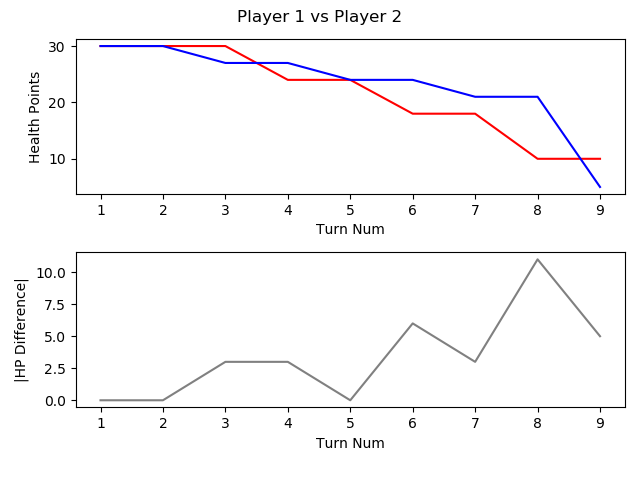 Player 1 vs Player 2
30
20
10
Health Points
1 2 3 4 5 6 7 8 9
Turn Num
10.0
7.5
5.0
2.5
0.0
|HP Difference|
1 2 3 4 5 6 7 8 9
Turn Num